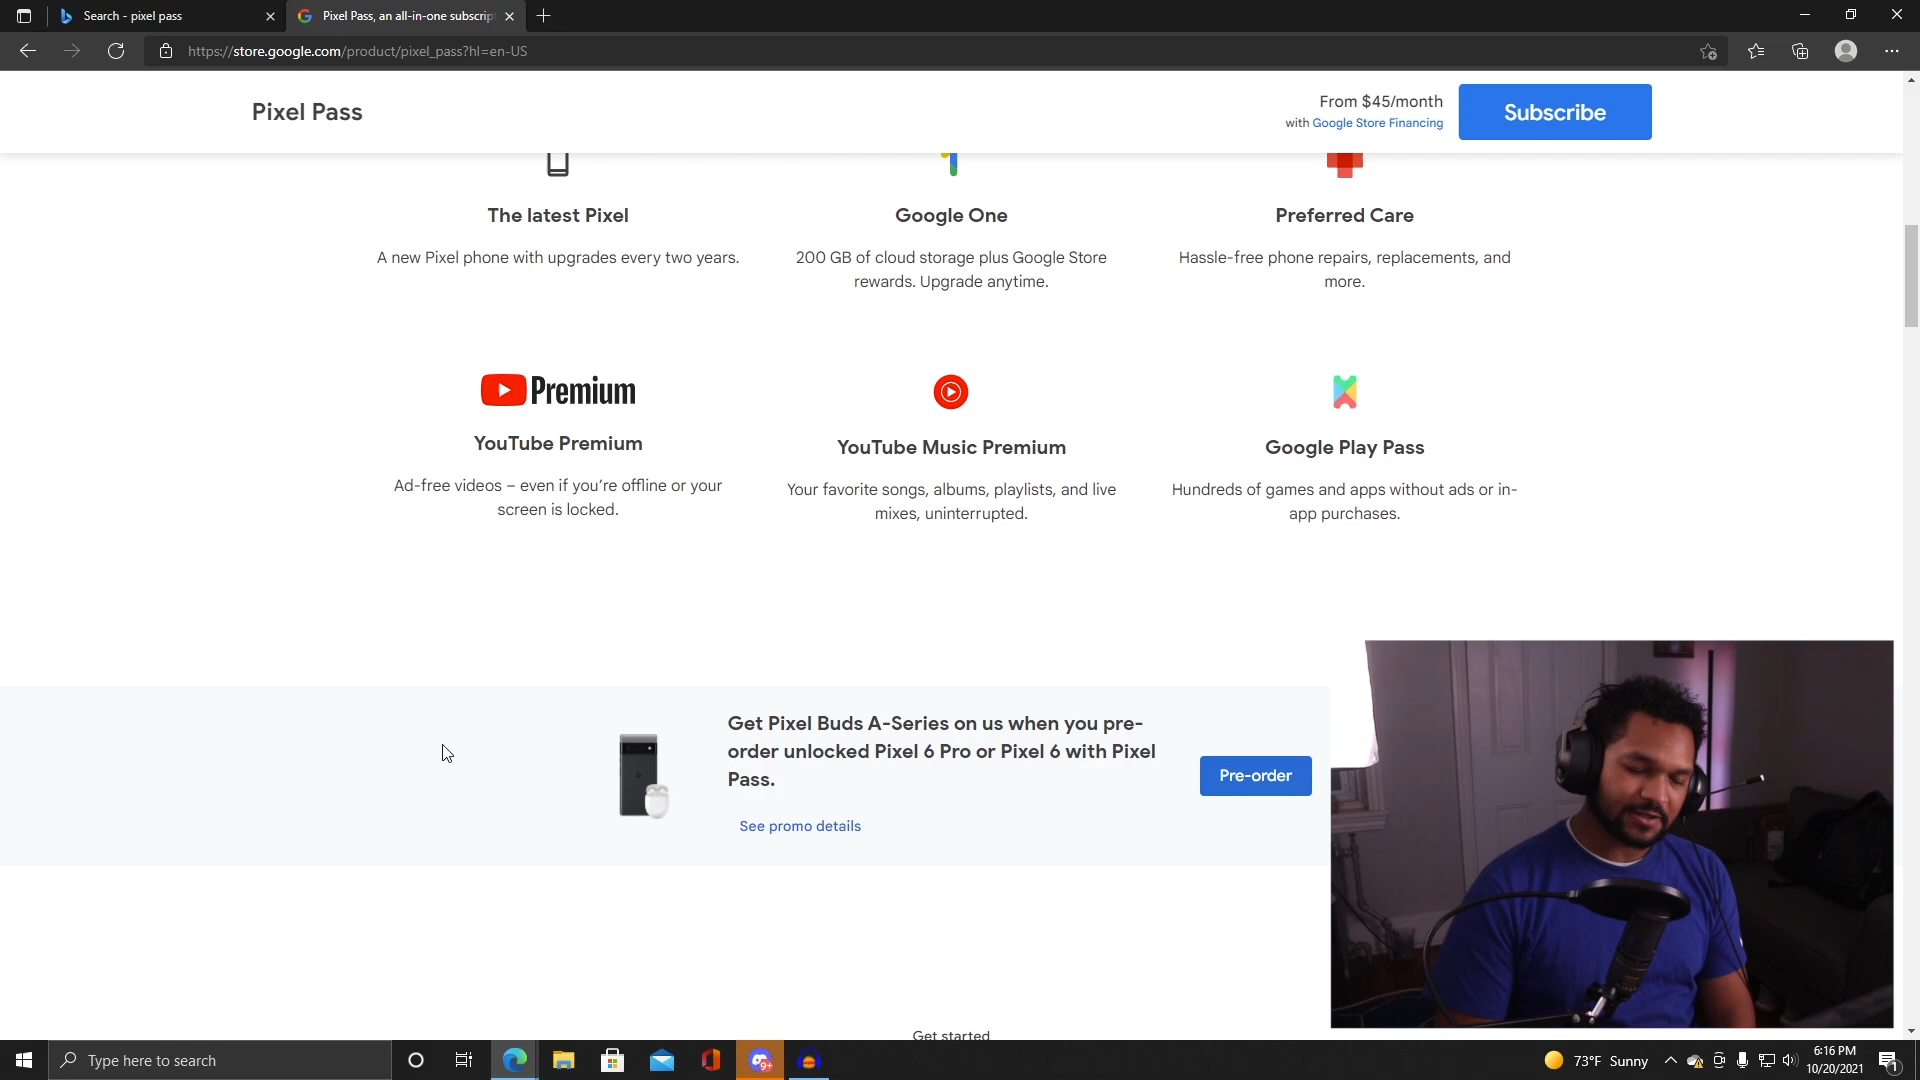 Search - pixel pass
Pixel Pass, an all-in-one subscrip
https://store.google.com/product/pixel_pass?hl=en-US
Pixel Pass
From $45/month
with Google Store Financing
Subscribe
The latest Pixel
A new Pixel phone with upgrades every two years.
Google One
200 GB of cloud storage plus Google Store
rewards. Upgrade anytime.
Preferred Care
Hassle-free phone repairs, replacements, and
more.
Premium
YouTube Premium
Ad-free videos – even if you're offline or your
screen is locked.
YouTube Music Premium
Your favorite songs, albums, playlists, and live
mixes, uninterrupted.
Google Play Pass
Hundreds of games and apps without ads or in-
app purchases.
Get Pixel Buds A-Series on us when you pre-
order unlocked Pixel 6 Pro or Pixel 6 with Pixel
Pass.
See promo details
Pre-order
Get started
Type here to search
9+
73°F Sunny
6:16 PM
10/20/2021
1